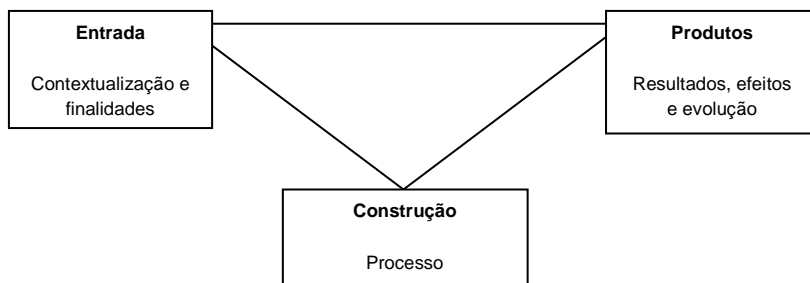 Entrada
Contextualização e
finalidades
Produtos
Resultados, efeitos
e evolução
Construção
Processo